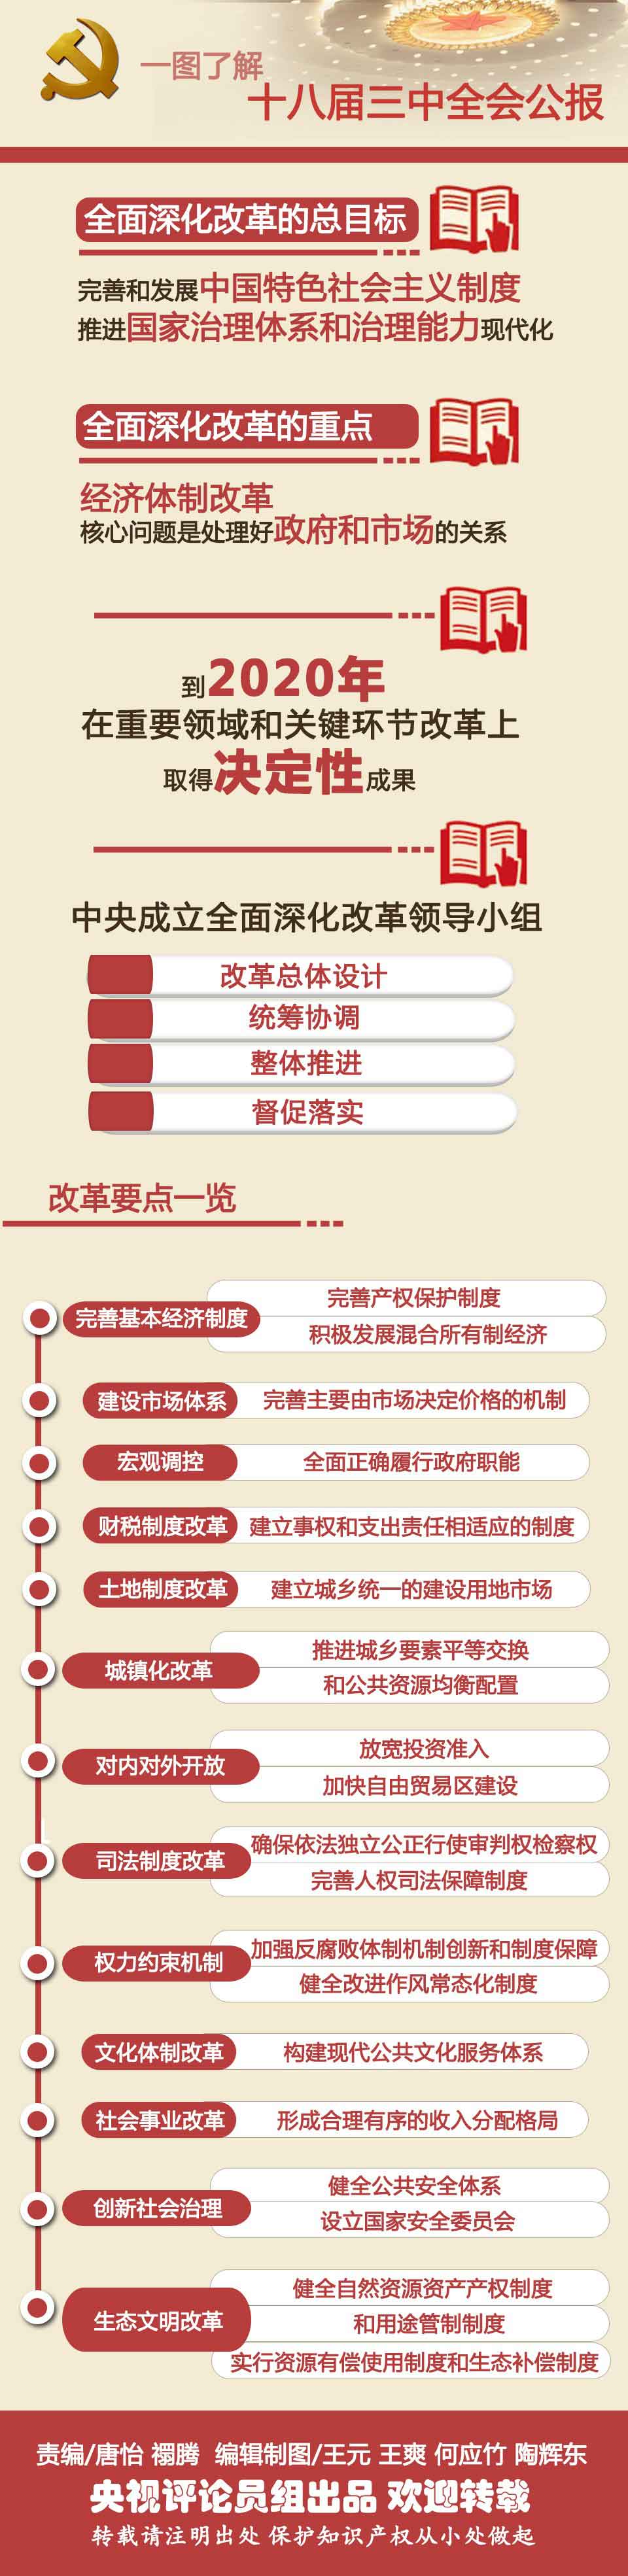 一图了解
十八届三中全会公报
全面深化改革的总目标
完善和发展中国特色社会主义制度
推进国家治理体系和治理能力现代化
全面深化改革的重点
经济体制改革
核心问题是处理好政府和市场的关系
到2020年
在重要领域和关键环节改革上
取得决定性成果
中央成立全面深化改革领导小组
改革总体设计
统筹协调
整体推进
督促落实
改革要点一览
完善基本经济制度
完善产权保护制度
积极发展混合所有制经济
建设市场体系 完善主要由市场决定价格的机制
宏观调控 全面正确履行政府职能
财税制度改革 建立事权和支出责任相适应的制度
土地制度改革 建立城乡统一的建设用地市场
城镇化改革
推进城乡要素平等交换
和公共资源均衡配置
对内对外开放
放宽投资准入
加快自由贸易区建设
司法制度改革
确保依法独立公正行使审判权检察权
完善人权司法保障制度
权力约束机制
加强反腐败体制机制创新和制度保障
健全改进作风常态化制度
文化体制改革 构建现代公共文化服务体系
社会事业改革 形成合理有序的收入分配格局
创新社会治理
健全公共安全体系
设立国家安全委员会
生态文明改革
健全自然资源资产产权制度
和用途管制制度
实行资源有偿使用制度和生态补偿制度
责编/唐怡 禤腾 编辑制图/王元 王爽 何应竹 陶辉东
央视评论员组出品 欢迎转载
转载请注明出处 保护知识产权从小处做起